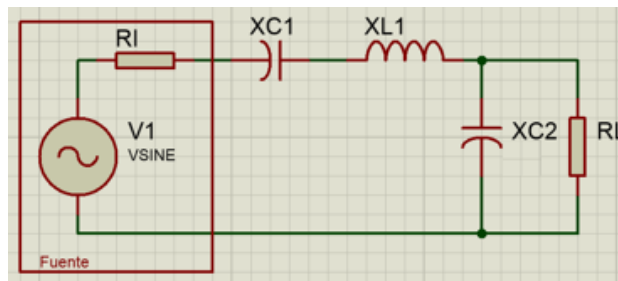 RI
XC1
XL1
V1
VSINE
XC2
RL
Fuente